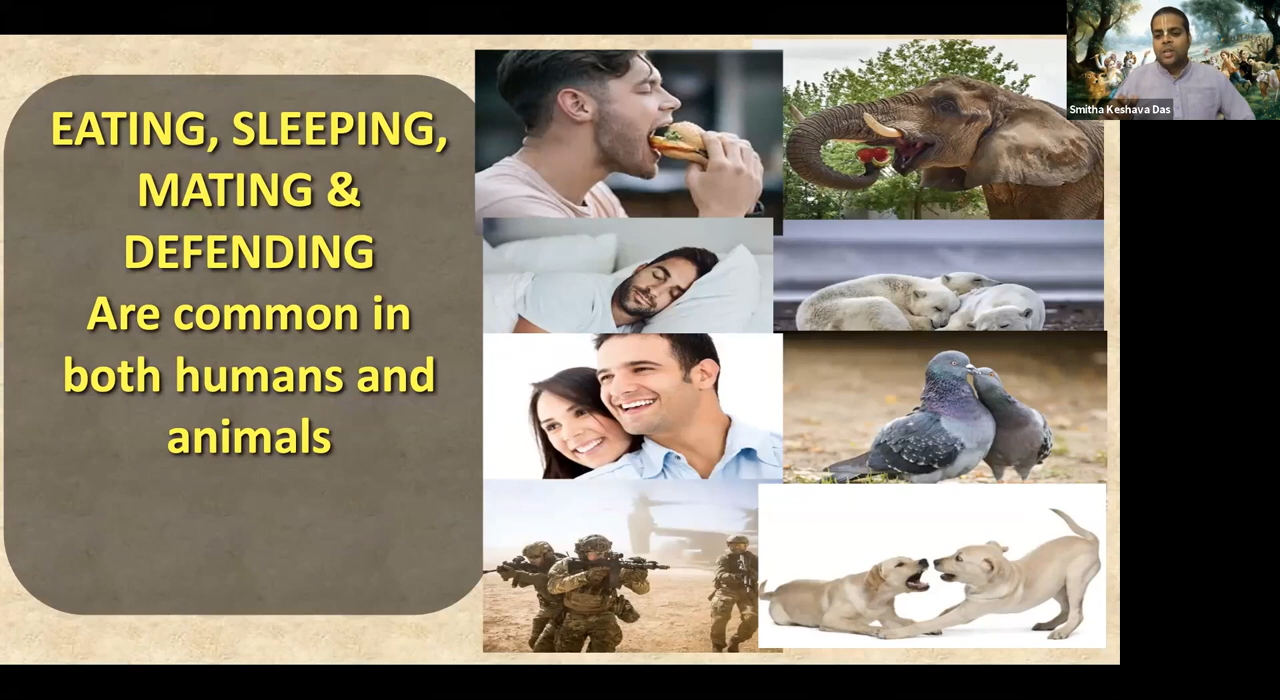 EATING, SLEEPING,
MATING &
DEFENDING
Are common in
both humans and
animals
Smitha Keshava Das